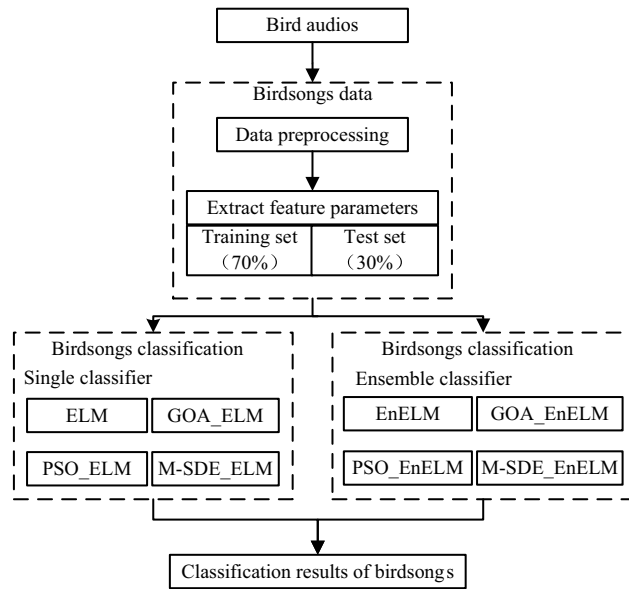 Bird audios
Birdsongs data
Data preprocessing
Extract feature parameters
Training set
（70%）
Test set
（30%）
Birdsongs classification
Single classifier
ELM
GOA_ELM
PSO_ELM
M-SDE_ELM
Birdsongs classification
Ensemble classifier
EnELM
GOA_EnELM
PSO_EnELM
M-SDE_EnELM
Classification results of birdsongs